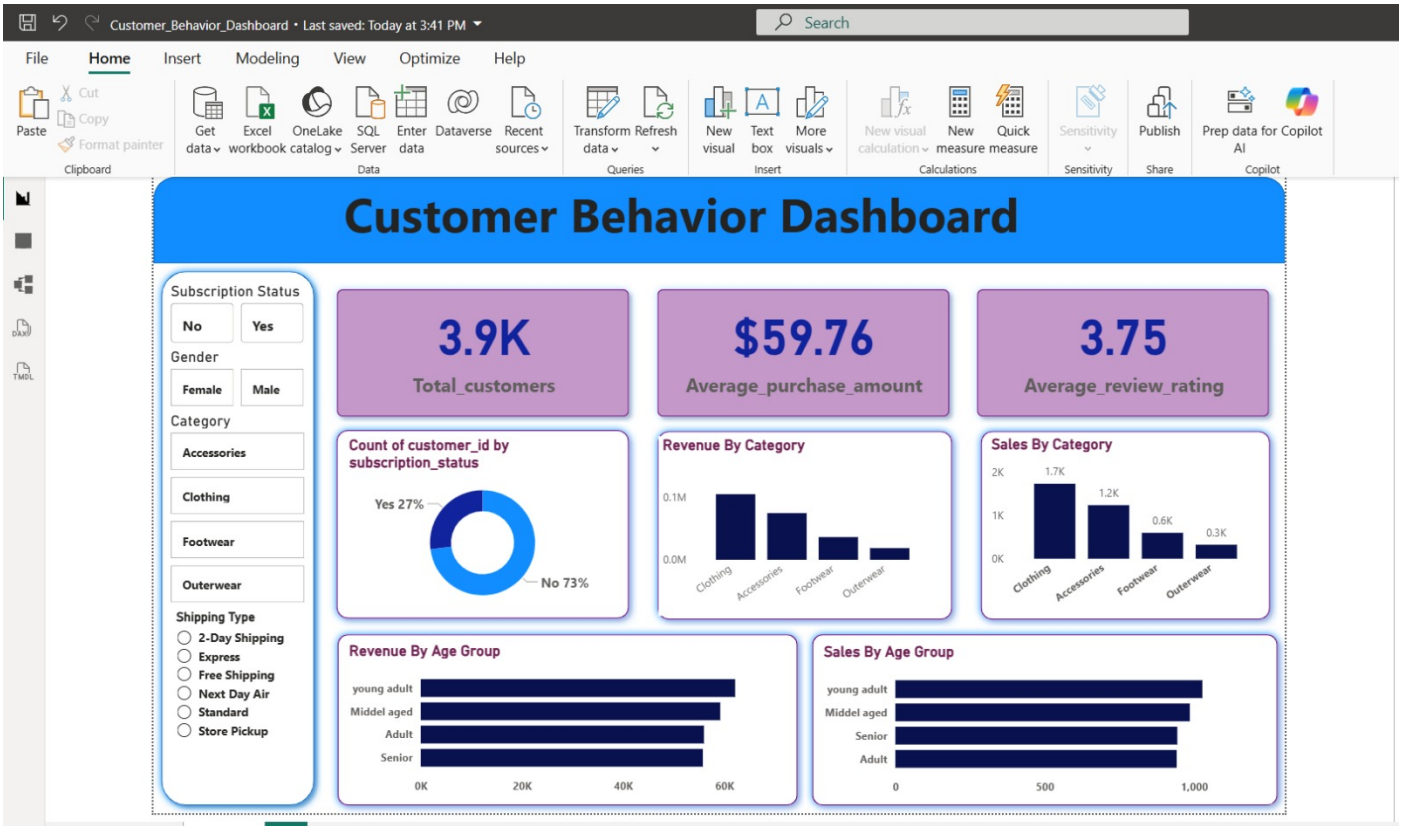 Customer_Behavior_Dashboard • Last saved: Today at 3:41 PM
Search
File Home Insert Modeling View Optimize Help
Paste
Cut
Copy
Format painter
Clipboard
Get data
Excel workbook
OneLake catalog
SQL Server
Enter data
Dataverse
Recent sources
Data
Transform data
Refresh
Queries
New visual
Text box
A
More visuals
Insert
New visual calculation
fx
New measure
Quick measure
Calculations
Sensitivity
Sensitivity
Publish
Share
Prep data for AI
Copilot
Copilot
DAX
TMDL
Customer Behavior Dashboard
Subscription Status
No Yes
Gender
Female Male
Category
Accessories
Clothing
Footwear
Outerwear
Shipping Type
2-Day Shipping
Express
Free Shipping
Next Day Air
Standard
Store Pickup
3.9K
Total_customers
$59.76
Average_purchase_amount
3.75
Average_review_rating
Count of customer_id by
subscription_status
Yes 27%
No 73%
Revenue By Category
0.1M
0.0M
Clothing Accessories Footwear Outerwear
Sales By Category
2K
1K
0K
1.7K
1.2K
0.6K
0.3K
Clothing Accessories Footwear Outerwear
Revenue By Age Group
young adult
Middel aged
Adult
Senior
0K 20K 40K 60K
Sales By Age Group
young adult
Middel aged
Senior
Adult
0 500 1,000